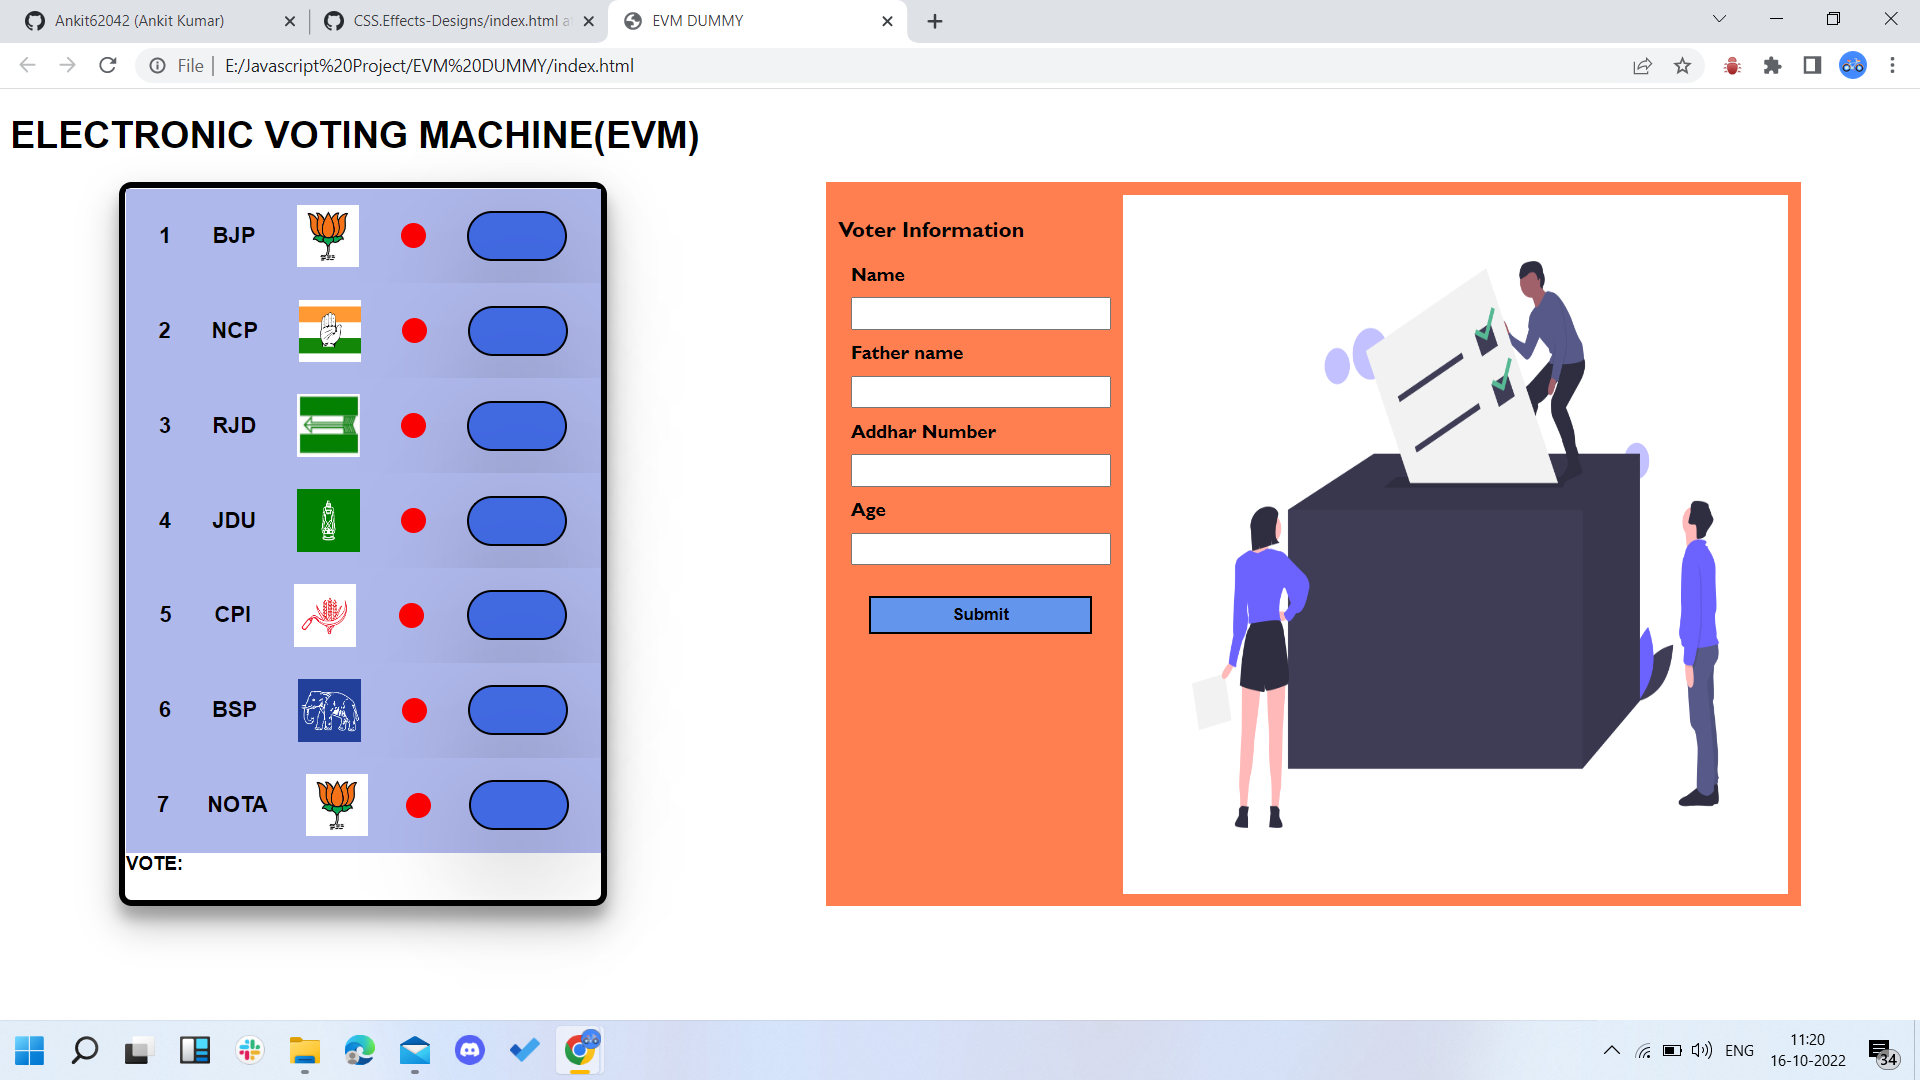 Ankit62042 (Ankit Kumar)
CSS.Effects-Designs/index.html a
EVM DUMMY
File
E:/Javascript%20Project/EVM%20DUMMY/index.html
ELECTRONIC VOTING MACHINE(EVM)
1 BJP
2 NCP
3 RJD
4 JDU
5 CPI
6 BSP
7 NOTA
VOTE:
Voter Information
Name
Father name
Addhar Number
Age
Submit
ENG
11:20
16-10-2022
34